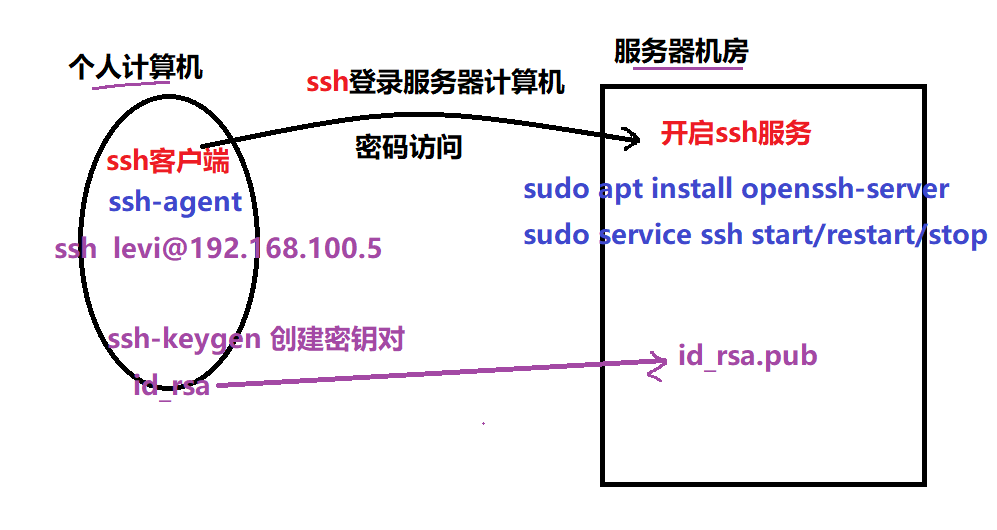 个人计算机
服务器机房
ssh登录服务器计算机
密码访问
ssh客户端
ssh-agent
ssh levi@192.168.100.5
ssh-keygen 创建密钥对
id_rsa
开启ssh服务
sudo apt install openssh-server
sudo service ssh start/restart/stop
id_rsa.pub